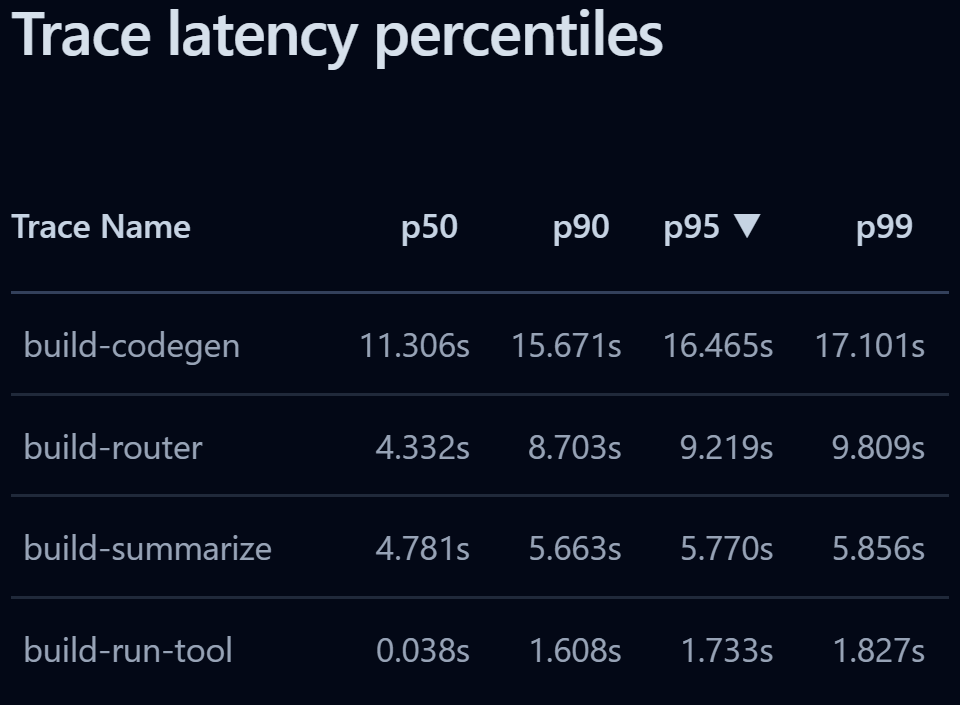 Trace latency percentiles
Trace Name p50 p90 p95 ▼ p99
build-codegen 11.306s 15.671s 16.465s 17.101s
build-router 4.332s 8.703s 9.219s 9.809s
build-summarize 4.781s 5.663s 5.770s 5.856s
build-run-tool 0.038s 1.608s 1.733s 1.827s